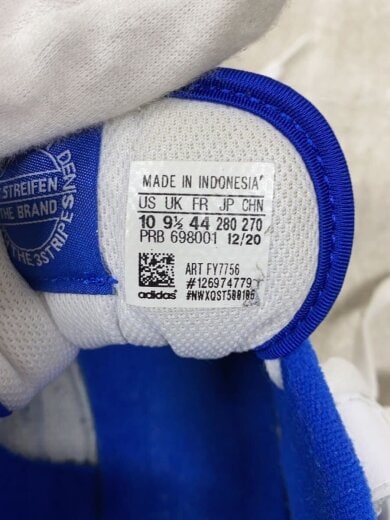 MADE IN INDONESIA
US UK FR JP CHN
10 9½ 44 280 270
PRB 698001 12/20
ART FY7756
#126974779
adidas #NWXQST500106
STREIFEN
THE BRAND
THE 3 STRIPES